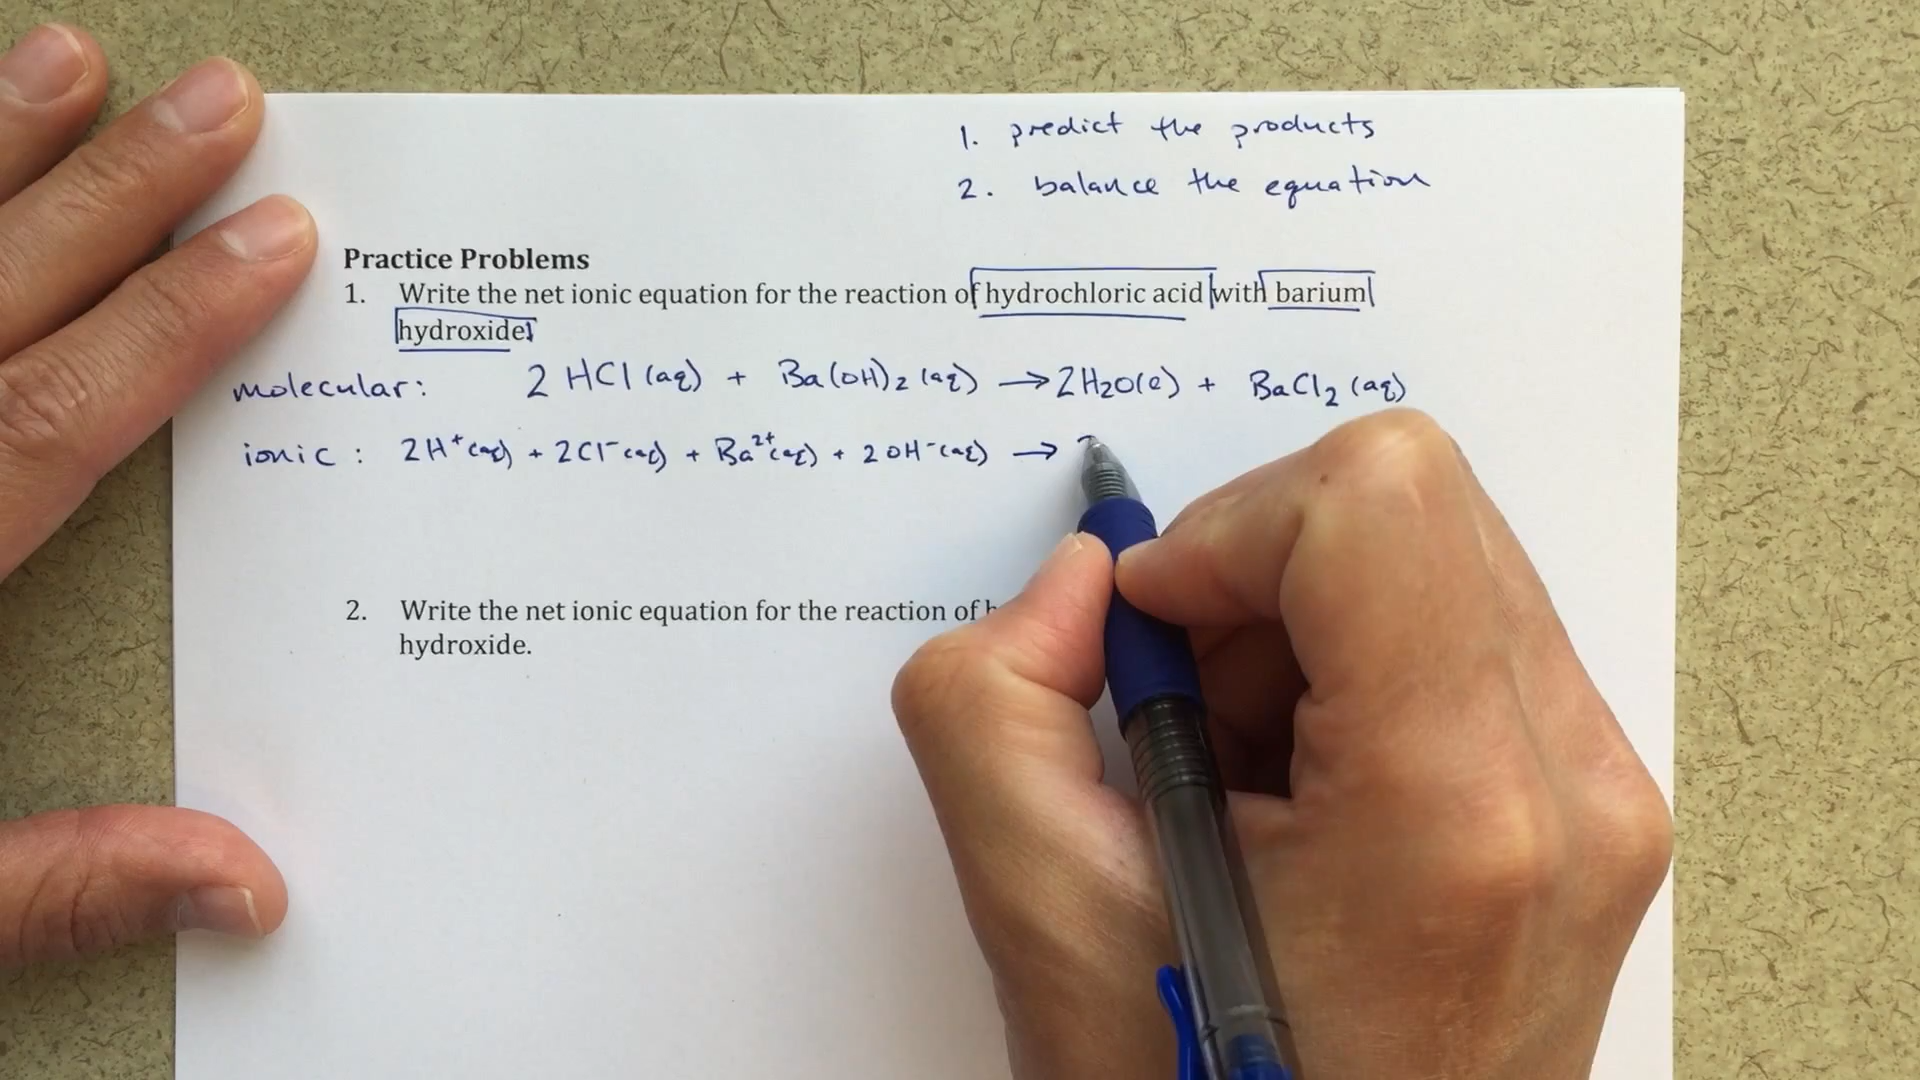 1. predict the products
2. balance the equation
Practice Problems
1. Write the net ionic equation for the reaction of hydrochloric acid with barium
hydroxide.
molecular: 2 HCl (aq) + Ba(OH)₂ (aq) → 2H₂O(l) + BaCl₂ (aq)
ionic : 2H⁺(aq) + 2Cl⁻(aq) + Ba²⁺(aq) + 2OH⁻(aq) →
2. Write the net ionic equation for the reaction of
hydroxide.